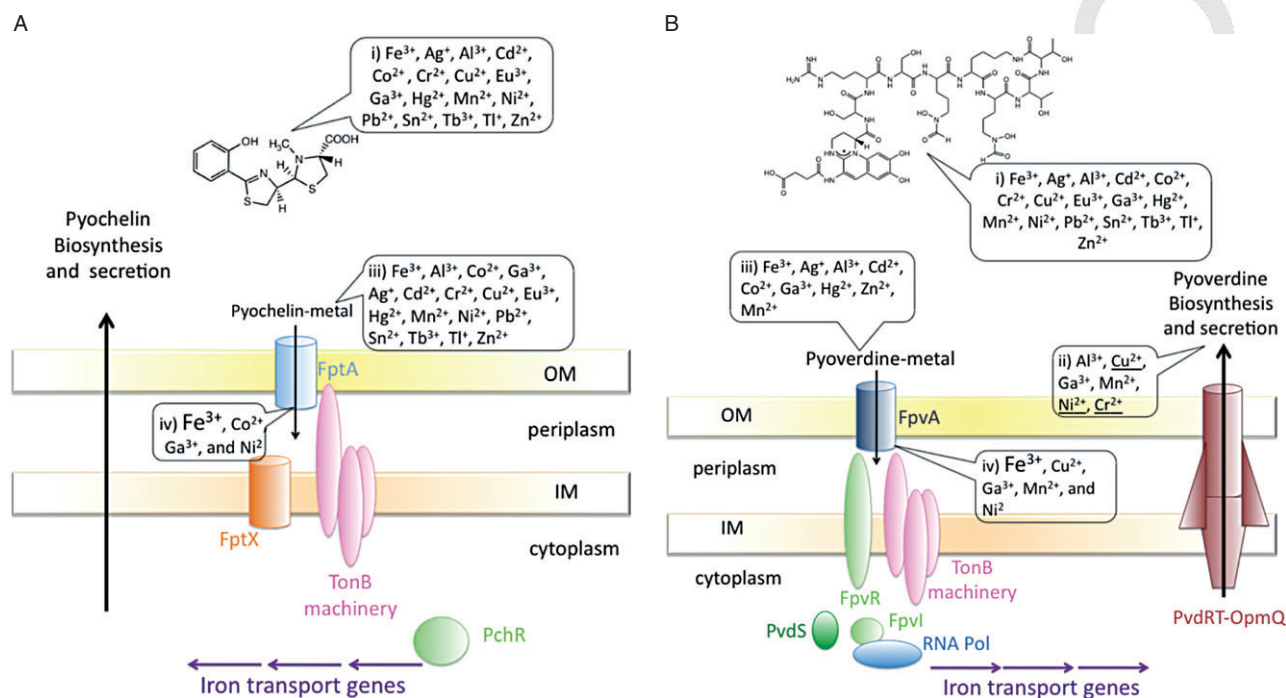 A
i) Fe³⁺, Ag⁺, Al³⁺, Cd²⁺,
Co²⁺, Cr²⁺, Cu²⁺, Eu³⁺,
Ga³⁺, Hg²⁺, Mn²⁺, Ni²⁺,
Pb²⁺, Sn²⁺, Tb³⁺, Tl⁺, Zn²⁺
OH
H₃C
COOH
N
N
H
H
S
S
H
Pyochelin
Biosynthesis
and secretion
iii) Fe³⁺, Al³⁺, Co²⁺, Ga³⁺,
Ag⁺, Cd²⁺, Cr²⁺, Cu²⁺, Eu³⁺,
Hg²⁺, Mn²⁺, Ni²⁺, Pb²⁺,
Sn²⁺, Tb³⁺, Tl⁺, Zn²⁺
Pyochelin-metal
FptA
OM
iv) Fe³⁺, Co²⁺
Ga³⁺, and Ni²
periplasm
IM
FptX
cytoplasm
TonB
machinery
PchR
Iron transport genes
B
i) Fe³⁺, Ag⁺, Al³⁺, Cd²⁺, Co²⁺,
Cr²⁺, Cu²⁺, Eu³⁺, Ga³⁺, Hg²⁺,
Mn²⁺, Ni²⁺, Pb²⁺, Sn²⁺, Tb³⁺, Tl⁺,
Zn²⁺
iii) Fe³⁺, Ag⁺, Al³⁺, Cd²⁺,
Co²⁺, Ga³⁺, Hg²⁺, Zn²⁺,
Mn²⁺
Pyoverdine
Biosynthesis
and secretion
Pyoverdine-metal
ii) Al³⁺, Cu²⁺,
Ga³⁺, Mn²⁺,
Ni²⁺, Cr²⁺
OM
FpvA
periplasm
iv) Fe³⁺, Cu²⁺,
Ga³⁺, Mn²⁺, and
Ni²
IM
cytoplasm
FpvR
TonB
machinery
PvdS
FpvI
RNA Pol
PvdRT-OpmQ
Iron transport genes